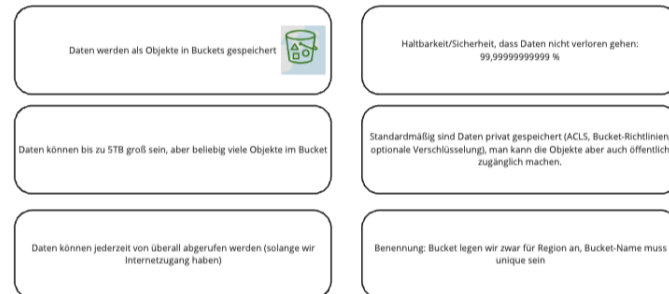 Daten werden als Objekte in Buckets gespeichert
Haltbarkeit/Sicherheit, dass Daten nicht verloren gehen:
99,99999999999 %
Daten können bis zu 5TB groß sein, aber beliebig viele Objekte im Bucket
Standardmäßig sind Daten privat gespeichert (ACLS, Bucket-Richtlinien
optionale Verschlüsselung), man kann die Objekte aber auch öffentlich
zugänglich machen.
Daten können jederzeit von überall abgerufen werden (solange wir
Internetzugang haben)
Benennung: Bucket legen wir zwar für Region an, Bucket-Name muss
unique sein